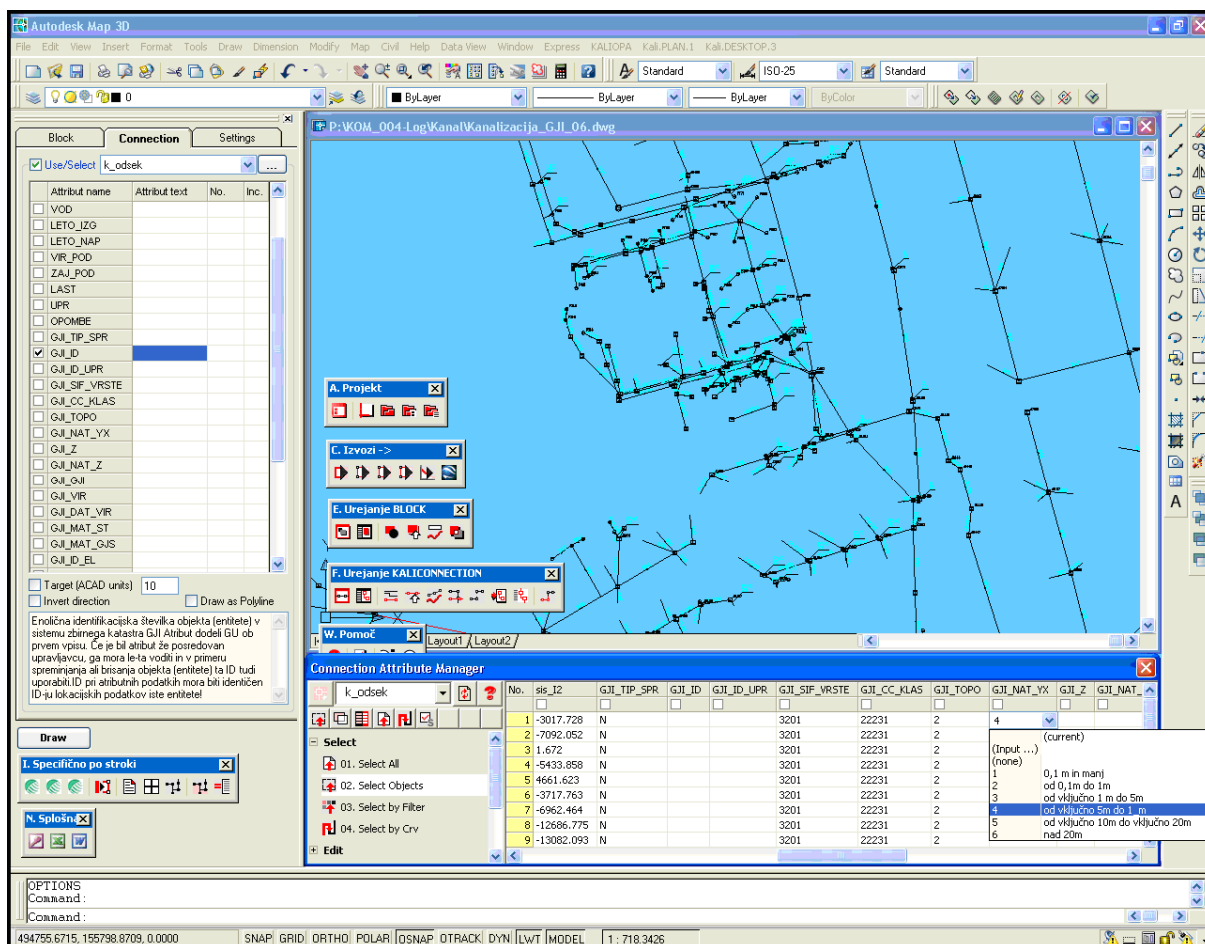 Autodesk Map 3D
File Edit View Insert Format Tools Draw Dimension Modify Map Civil Help Data View Window Express KALIOPA Kali.PLAN.1 Kali.DESKTOP.3
Standard ISO-25 Standard
0 ByLayer ByLayer ByLayer ByColor
Block Connection Settings
Use/Select k_odsek ...
Attribut name Attribut text No. Inc.
VOD
LETO_IZG
LETO_NAP
VIR_POD
ZAJ_POD
LAST
UPR
OPOMBE
GJI_TIP_SPR
GJI_ID
GJI_ID_UPR
GJI_SIF_VRSTE
GJI_CC_KLAS
GJI_TOPO
GJI_NAT_YX
GJI_Z
GJI_NAT_Z
GJI_GJI
GJI_VIR
GJI_DAT_VIR
GJI_MAT_ST
GJI_MAT_GJS
GJI_ID_EL
Target (ACAD units) 10
Invert direction Draw as Polyline
Enolična identifikacijska številka objekta (entitete) v
sistemu zbirnega katastra GJI Atribut dodeli GU ob
prvem vpisu. Če je bil atribut že posredovan
upravljavcu, ga mora le-ta voditi in v primeru
spreminjanja ali brisanja objekta (entitete) ta ID tudi
uporabiti.ID pri atributnih podatkih mora biti identičen
ID-ju lokacijskih podatkov iste entitete!
Draw
I. Specifično po stroki
N. Splošna
P:\KOM_004-Log\Kanal\Kanalizacija_GJI_06.dwg
A. Projekt
C. Izvozi ->
E. Urejanje BLOCK
F. Urejanje KALICONNECTION
W. Pomoč
Layout1 Layout2
Connection Attribute Manager
k_odsek
Select
01. Select All
02. Select Objects
03. Select by Filter
04. Select by Crv
Edit
No. sis_l2 GJI_TIP_SPR GJI_ID GJI_ID_UPR GJI_SIF_VRSTE GJI_CC_KLAS GJI_TOPO GJI_NAT_YX GJI_Z GJI_NAT_
1 -3017.728 N 3201 22231 2 4
2 -7092.052 N 3201 22231 2
3 1.672 N 3201 22231 2
4 -5433.858 N 3201 22231 2
5 4661.623 N 3201 22231 2
6 -3717.763 N 3201 22231 2
7 -6962.464 N 3201 22231 2
8 -12686.775 N 3201 22231 2
9 -13082.093 N 3201 22231 2
(current)
(Input ...)
(none)
1 0,1 m in manj
2 od 0,1m do 1m
3 od vključno 1 m do 5m
4 od vključno 5m do 1 m
5 od vključno 10m do vključno 20m
6 nad 20m
OPTIONS
Command:
Command:
494755.6715, 155798.8709, 0.0000 SNAP GRID ORTHO POLAR OSNAP OTRACK DYN LWT MODEL 1 : 718.3426